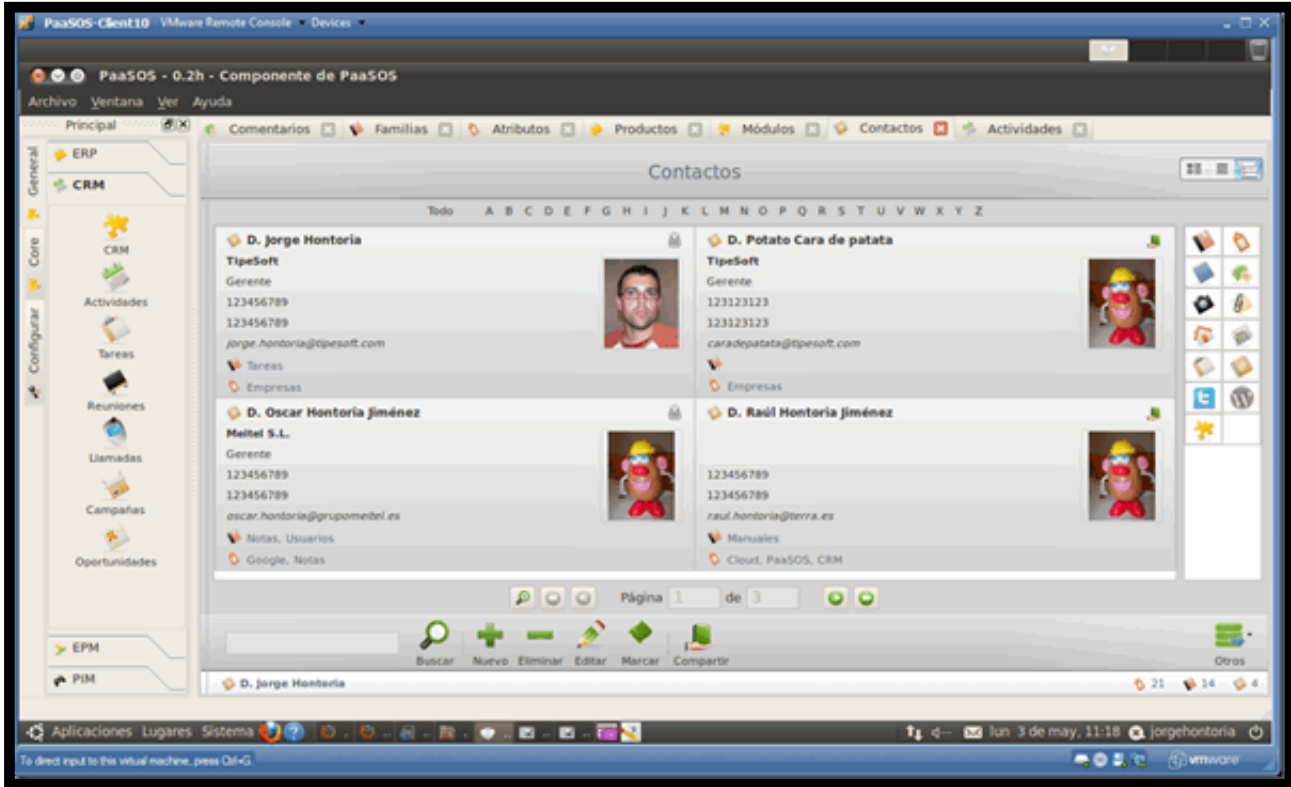 PaaSOS-Client10 VMware Remote Console Devices
PaaSOS - 0.2h - Componente de PaaSOS
Archivo Ventana Ver Ayuda
Principal
Comentarios Familias Atributos Productos Módulos Contactos Actividades
General
Core
Configurar
ERP
CRM
CRM
Actividades
Tareas
Reuniones
Llamadas
Campañas
Oportunidades
EPM
PIM
Contactos
Todo A B C D E F G H I J K L M N O P Q R S T U V W X Y Z
D. Jorge Hontoria
TipeSoft
Gerente
123456789
123456789
jorge.hontoria@tipesoft.com
Tareas
Empresas
D. Potato Cara de patata
TipeSoft
Gerente
123123123
123123123
caradepatata@tipesoft.com
Empresas
D. Oscar Hontoria Jiménez
Meitel S.L.
Gerente
123456789
123456789
oscar.hontoria@grupomeitel.es
Notas, Usuarios
Google, Notas
D. Raúl Hontoria Jiménez
123456789
123456789
raul.hontoria@terra.es
Manuales
Cloud, PaaSOS, CRM
Página 1 de 3
Buscar Nuevo Eliminar Editar Marcar Compartir Otros
D. Jorge Hontoria 21 14 4
Aplicaciones Lugares Sistema lun 3 de may, 11:18 jorgehontoria
To direct input to this virtual machine, press Ctrl+G. vmware